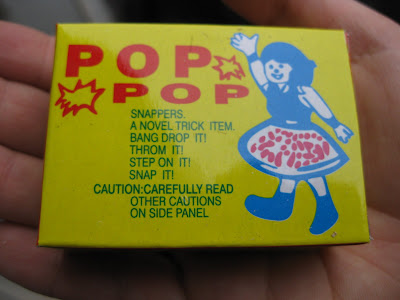 POP
POP
SNAPPERS.
A NOVEL TRICK ITEM.
BANG DROP IT!
THROM IT!
STEP ON IT!
SNAP IT!
CAUTION:CAREFULLY READ
OTHER CAUTIONS
ON SIDE PANEL